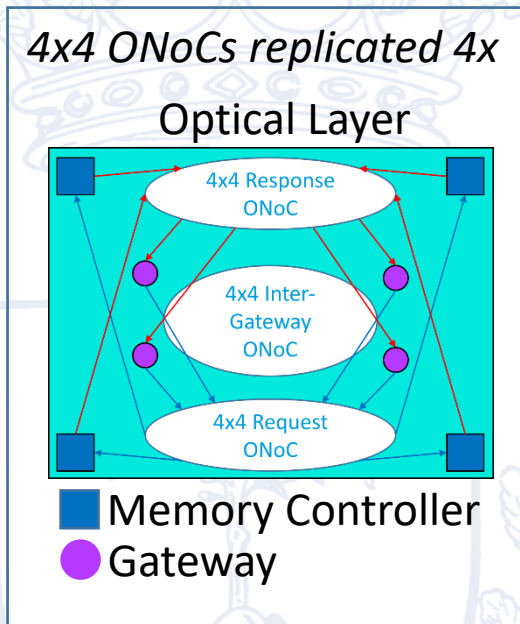 4x4 ONoCs replicated 4x
Optical Layer
4x4 Response
ONoC
4x4 Inter-
Gateway
ONoC
4x4 Request
ONoC
Memory Controller
Gateway